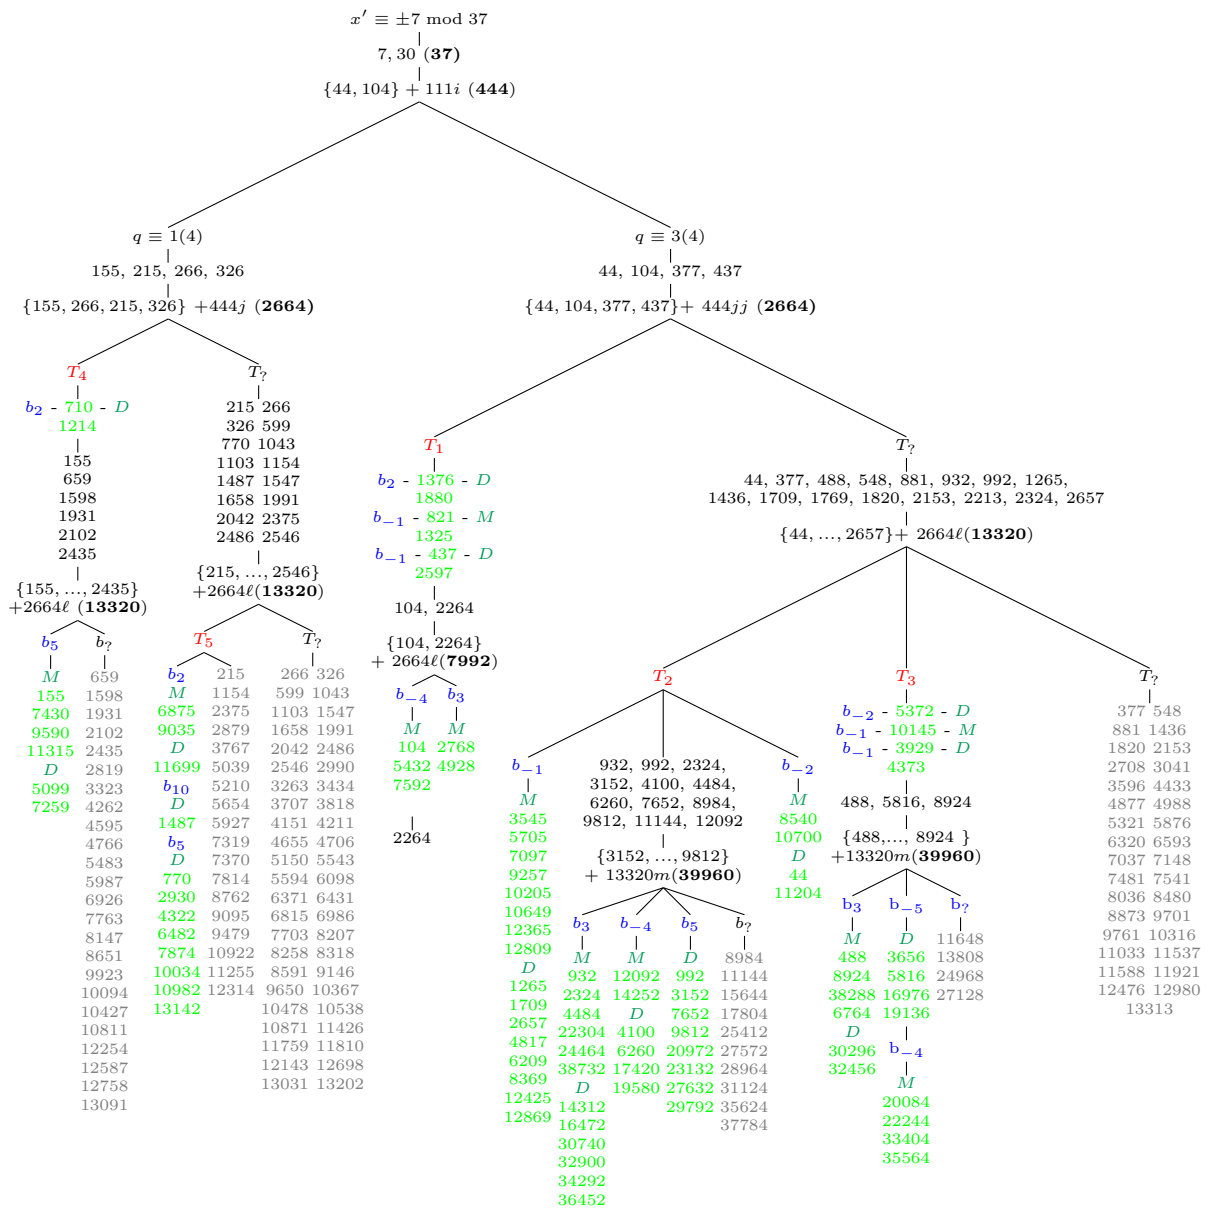 x′ ≡ ±7 mod 37
7, 30 (37)
{44, 104} + 111i (444)
q ≡ 1(4)
155, 215, 266, 326
{155, 266, 215, 326} +444j (2664)
T₄
b₂ - 710 - D
1214
155
659
1598
1931
2102
2435
{155, ..., 2435}
+2664ℓ (13320)
b₅
M
155
7430
9590
11315
D
5099
7259
b?
659
1598
1931
2102
2435
2819
3323
4262
4595
4766
5483
5987
6926
7763
8147
8651
9923
10094
10427
10811
12254
12587
12758
13091
T?
215 266
326 599
770 1043
1103 1154
1487 1547
1658 1991
2042 2375
2486 2546
{215, ..., 2546}
+2664ℓ(13320)
T₅
b₂
M
6875
9035
D
11699
b₁₀
D
1487
b₅
D
770
2930
4322
6482
7874
10034
10982
13142
215
1154
2375
2879
3767
5039
5210
5654
5927
7319
7370
7814
8762
9095
9479
10922
11255
12314
T?
266 326
599 1043
1103 1547
1658 1991
2042 2486
2546 2990
3263 3434
3707 3818
4151 4211
4655 4706
5150 5543
5594 6098
6371 6431
6815 6986
7703 8207
8258 8318
8591 9146
9650 10367
10478 10538
10871 11426
11759 11810
12143 12698
13031 13202
q ≡ 3(4)
44, 104, 377, 437
{44, 104, 377, 437}+ 444jj (2664)
T₁
b₂ - 1376 - D
1880
b₋₁ - 821 - M
1325
b₋₁ - 437 - D
2597
104, 2264
{104, 2264}
+ 2664ℓ(7992)
b₋₄
M
104
5432
7592
2264
b₃
M
2768
4928
T?
44, 377, 488, 548, 881, 932, 992, 1265,
1436, 1709, 1769, 1820, 2153, 2213, 2324, 2657
{44, ..., 2657}+ 2664ℓ(13320)
T₂
b₋₁
M
3545
5705
7097
9257
10205
10649
12365
12809
D
1265
1709
2657
4817
6209
8369
12425
12869
932, 992, 2324,
3152, 4100, 4484,
6260, 7652, 8984,
9812, 11144, 12092
{3152, ..., 9812}
+ 13320m(39960)
b₃
M
932
2324
4484
22304
24464
38732
D
14312
16472
30740
32900
34292
36452
b₋₄
M
12092
14252
D
4100
6260
17420
19580
b₅
D
992
3152
7652
9812
20972
23132
27632
29792
b?
8984
11144
15644
17804
25412
27572
28964
31124
35624
37784
b₋₂
M
8540
10700
D
44
11204
T₃
b₋₂ - 5372 - D
b₋₁ - 10145 - M
b₋₁ - 3929 - D
4373
488, 5816, 8924
{488,..., 8924 }
+13320m(39960)
b₃
M
488
8924
38288
6764
D
30296
32456
b₋₅
D
3656
5816
16976
19136
b₋₄
M
20084
22244
33404
35564
b?
11648
13808
24968
27128
T?
377 548
881 1436
1820 2153
2708 3041
3596 4433
4877 4988
5321 5876
6320 6593
7037 7148
7481 7541
8036 8480
8873 9701
9761 10316
11033 11537
11588 11921
12476 12980
13313